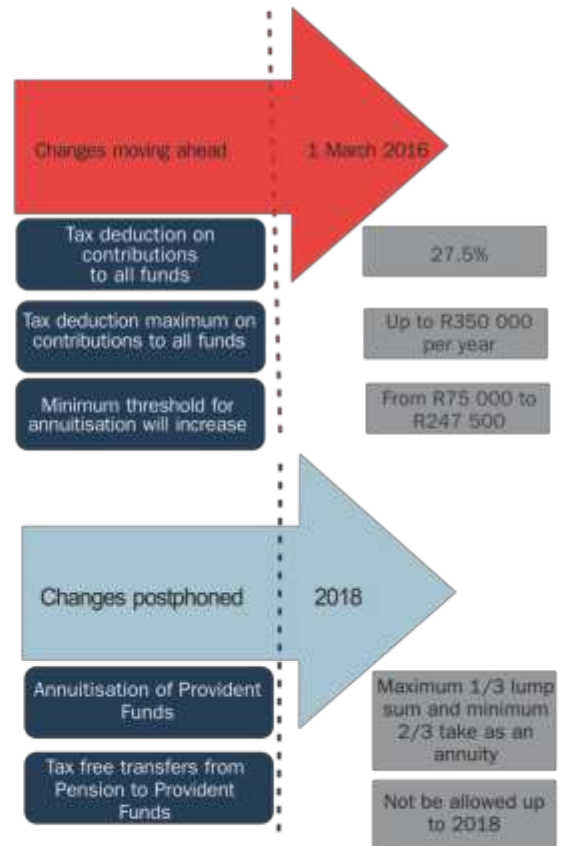 Changes moving ahead
1 March 2016
Tax deduction on
contributions
to all funds
27.5%
Tax deduction maximum on
contributions to all funds
Up to R350 000
per year
Minimum threshold for
annuitisation will increase
From R75 000 to
R247 500
Changes postphoned
2018
Annuitisation of Provident
Funds
Maximum 1/3 lump
sum and minimum
2/3 take as an
annuity
Tax free transfers from
Pension to Provident
Funds
Not be allowed up
to 2018